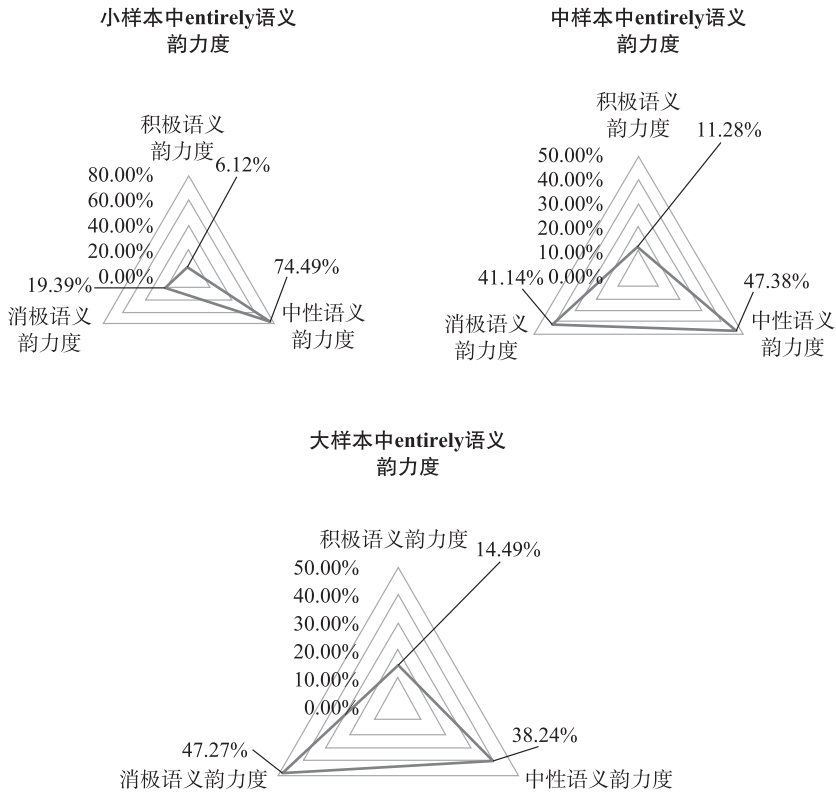 小样本中entirely语义
韵力度
积极语义
韵力度
6.12%
80.00%
60.00%
40.00%
20.00%
0.00%
19.39%
74.49%
消极语义
韵力度
中性语义
韵力度
中样本中entirely语义
韵力度
积极语义
韵力度
11.28%
50.00%
40.00%
30.00%
20.00%
10.00%
0.00%
41.14%
47.38%
消极语义
韵力度
中性语义
韵力度
大样本中entirely语义
韵力度
积极语义韵力度
14.49%
50.00%
40.00%
30.00%
20.00%
10.00%
0.00%
47.27%
38.24%
消极语义韵力度
中性语义韵力度